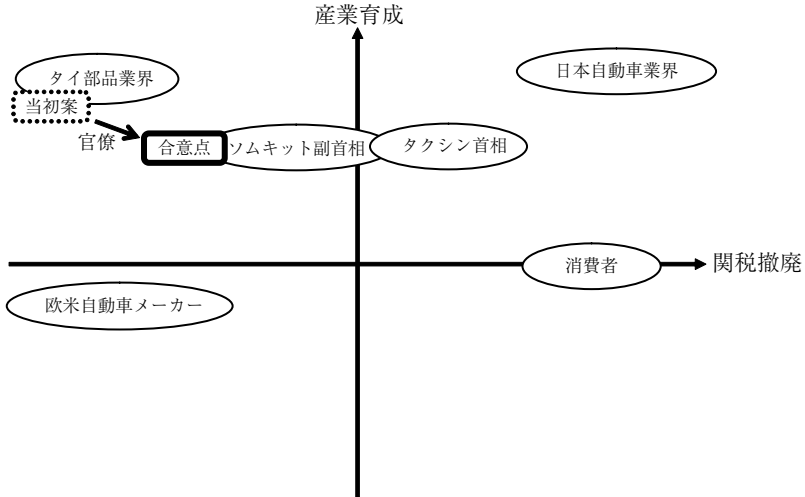 産業育成
タイ部品業界
日本自動車業界
当初案
官僚
合意点
ソムキット副首相
タクシン首相
消費者
関税撤廃
欧米自動車メーカー